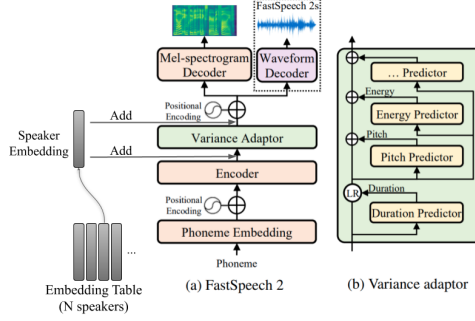 FastSpeech 2s
Mel-spectrogram
Decoder
Waveform
Decoder
Positional
Encoding
Add
Speaker
Embedding
Variance Adaptor
Add
Encoder
Positional
Encoding
Phoneme Embedding
Phoneme
...
Embedding Table
(N speakers)
(a) FastSpeech 2
... Predictor
Energy
Energy Predictor
Pitch
Pitch Predictor
LR
Duration
Duration Predictor
(b) Variance adaptor